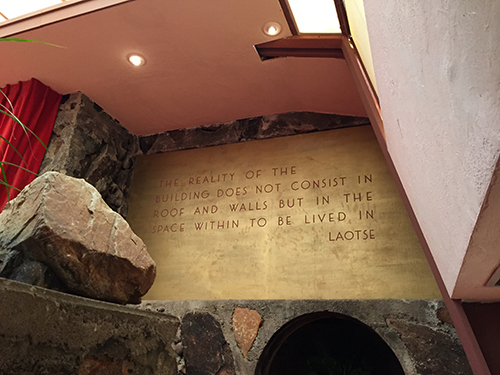 THE REALITY OF THE
BUILDING DOES NOT CONSIST IN
ROOF AND WALLS BUT IN THE
SPACE WITHIN TO BE LIVED IN
LAOTSE